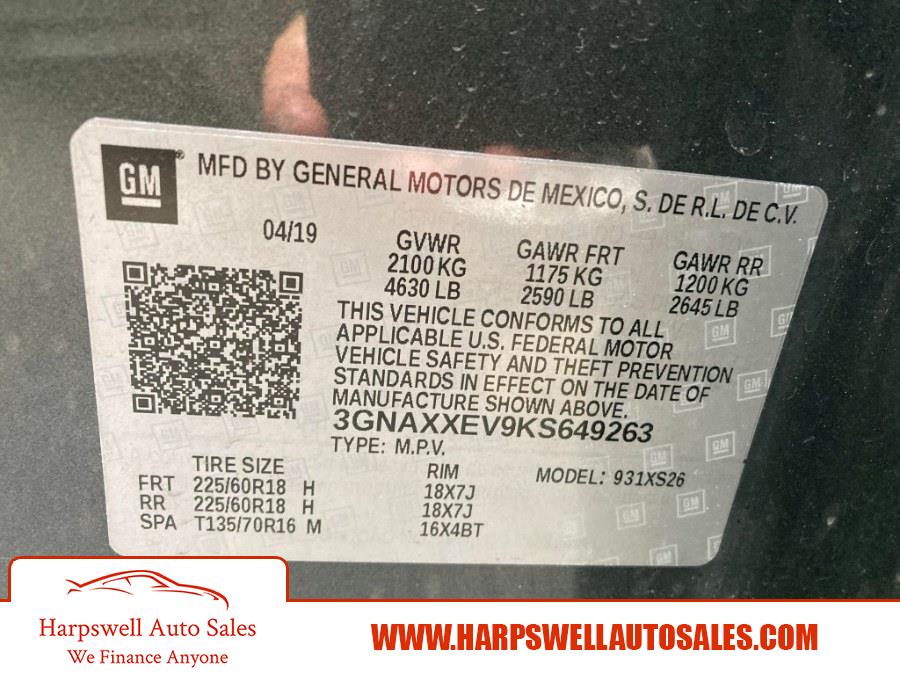 GM ®
MFD BY GENERAL MOTORS DE MEXICO, S. DE R.L. DE C.V.
04/19
GVWR
2100 KG
4630 LB
GAWR FRT
1175 KG
2590 LB
GAWR RR
1200 KG
2645 LB
THIS VEHICLE CONFORMS TO ALL
APPLICABLE U.S. FEDERAL MOTOR
VEHICLE SAFETY AND THEFT PREVENTION
STANDARDS IN EFFECT ON THE DATE OF
MANUFACTURE SHOWN ABOVE.
3GNAXXEV9KS649263
TYPE: M.P.V.
MODEL: 931XS26
TIRE SIZE RIM
FRT 225/60R18 H 18X7J
RR 225/60R18 H 18X7J
SPA T135/70R16 M 16X4BT
Harpswell Auto Sales
We Finance Anyone
WWW.HARPSWELLAUTOSALES.COM